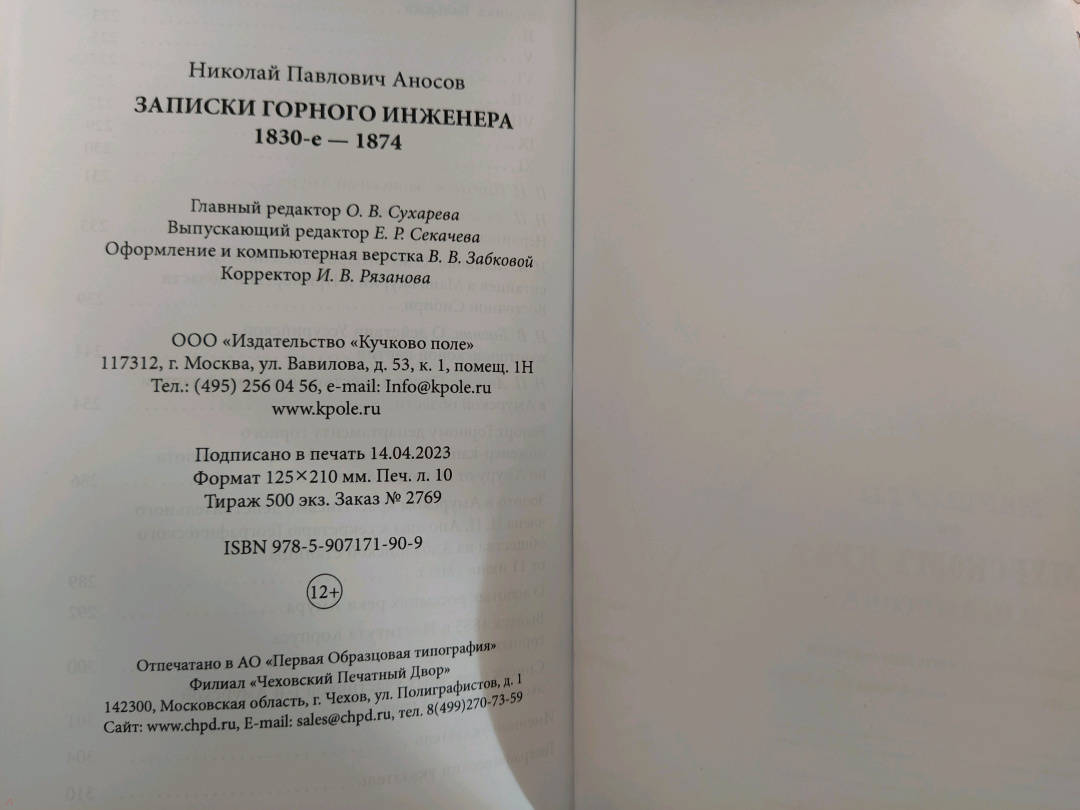 Николай Павлович Аносов
ЗАПИСКИ ГОРНОГО ИНЖЕНЕРА
1830-е — 1874
Главный редактор О. В. Сухарева
Выпускающий редактор Е. Р. Секачева
Оформление и компьютерная верстка В. В. Забковой
Корректор И. В. Рязанова
ООО «Издательство «Кучково поле»
117312, г. Москва, ул. Вавилова, д. 53, к. 1, помещ. 1Н
Тел.: (495) 256 04 56, e-mail: Info@kpole.ru
www.kpole.ru
Подписано в печать 14.04.2023
Формат 125×210 мм. Печ. л. 10
Тираж 500 экз. Заказ № 2769
ISBN 978-5-907171-90-9
12+
Отпечатано в АО «Первая Образцовая типография»
Филиал «Чеховский Печатный Двор»
142300, Московская область, г. Чехов, ул. Полиграфистов, д. 1
Сайт: www.chpd.ru, E-mail: sales@chpd.ru, тел. 8(499)270-73-59